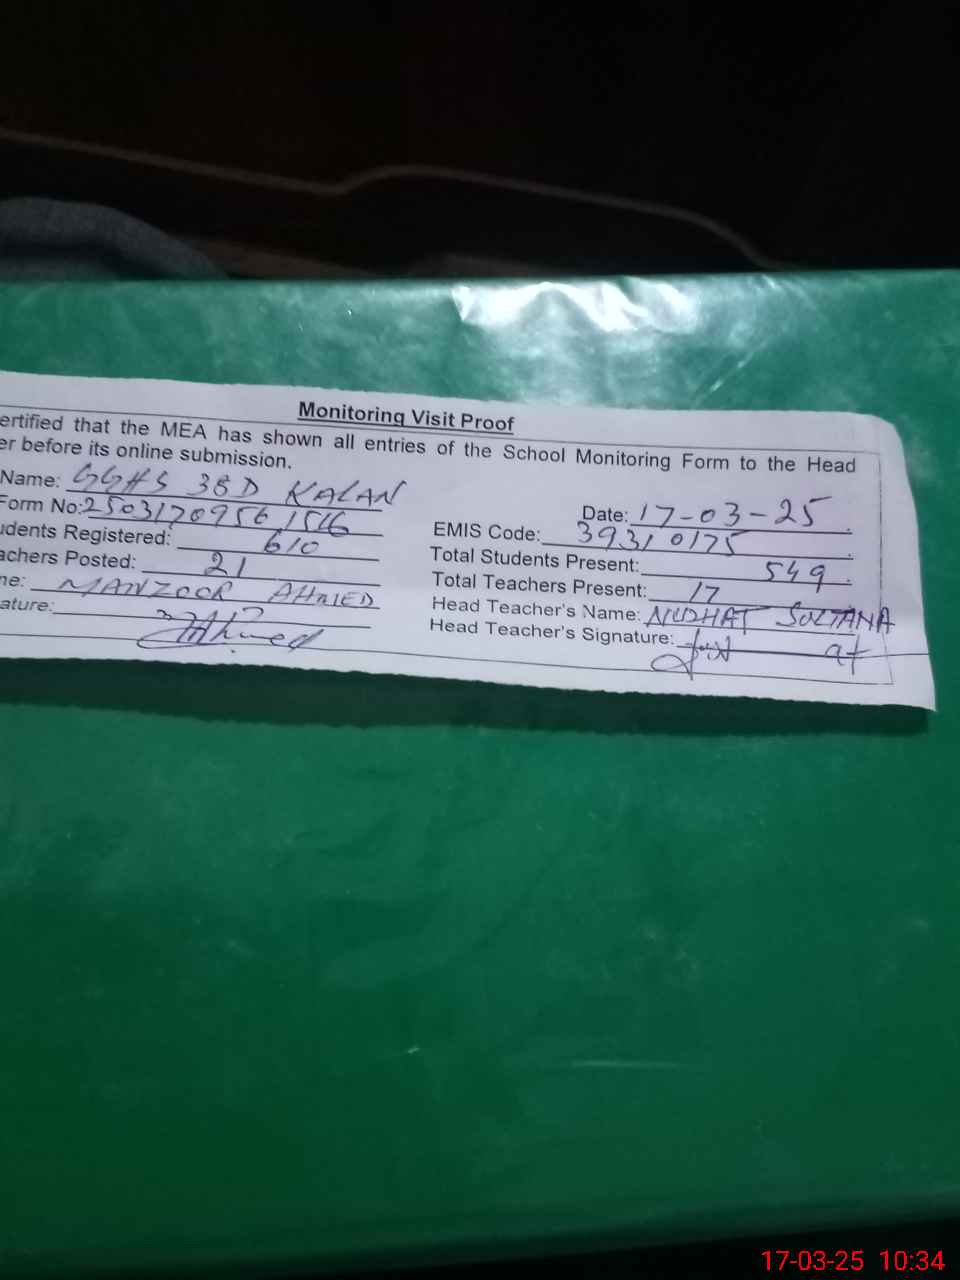 Monitoring Visit Proof
ertified that the MEA has shown all entries of the School Monitoring Form to the Head
er before its online submission.
Name: GGHS 38D KALAN
Date: 17-03-25
Form No: 2503170956 1516
EMIS Code: 39310175
udents Registered: 610
Total Students Present: 549
achers Posted: 21
Total Teachers Present: 17
ne: MANZOOR AHMED
Head Teacher's Name: NUDHAT SULTANA
ature: Ahmed
Head Teacher's Signature:
17-03-25 10:34